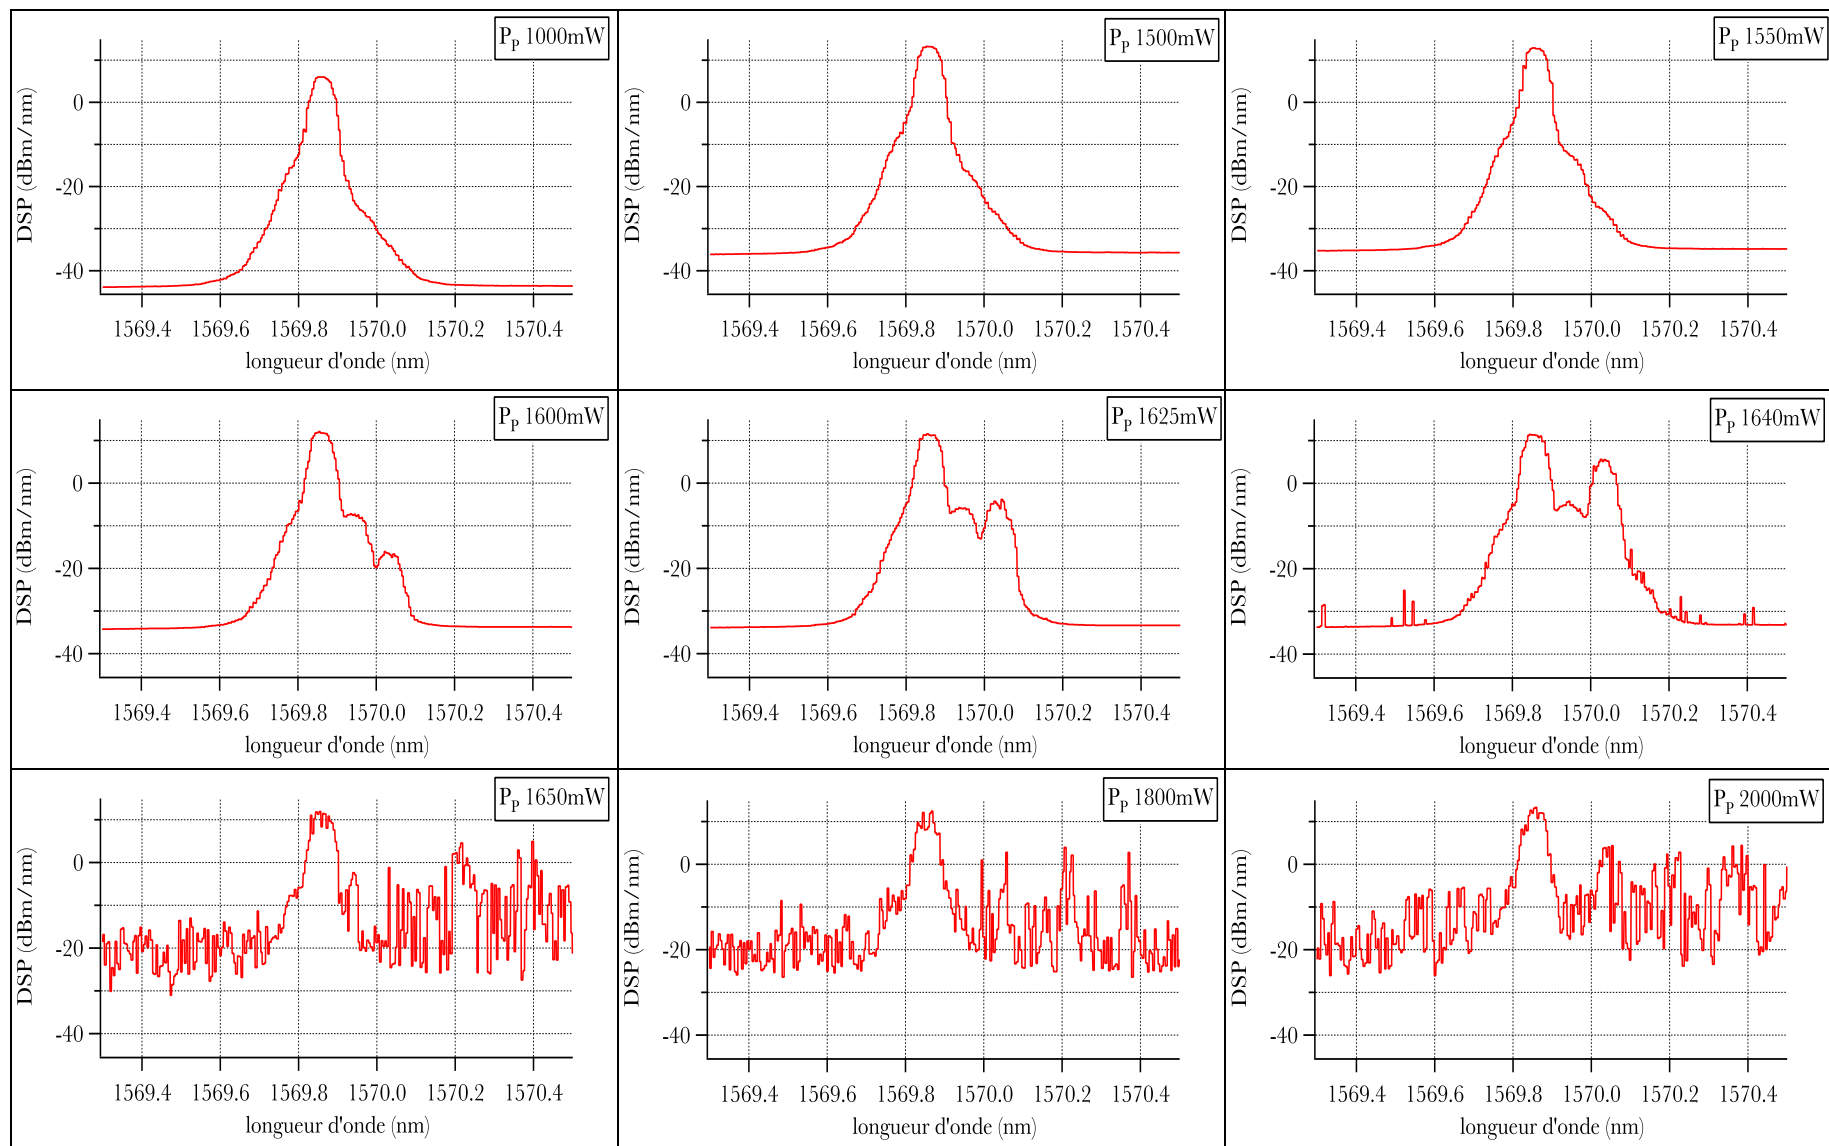 P_P 1000mW
DSP (dBm/nm)
0
-20
-40
1569.4 1569.6 1569.8 1570.0 1570.2 1570.4
longueur d'onde (nm)
P_P 1500mW
DSP (dBm/nm)
0
-20
-40
1569.4 1569.6 1569.8 1570.0 1570.2 1570.4
longueur d'onde (nm)
P_P 1550mW
DSP (dBm/nm)
0
-20
-40
1569.4 1569.6 1569.8 1570.0 1570.2 1570.4
longueur d'onde (nm)
P_P 1600mW
DSP (dBm/nm)
0
-20
-40
1569.4 1569.6 1569.8 1570.0 1570.2 1570.4
longueur d'onde (nm)
P_P 1625mW
DSP (dBm/nm)
0
-20
-40
1569.4 1569.6 1569.8 1570.0 1570.2 1570.4
longueur d'onde (nm)
P_P 1640mW
DSP (dBm/nm)
0
-20
-40
1569.4 1569.6 1569.8 1570.0 1570.2 1570.4
longueur d'onde (nm)
P_P 1650mW
DSP (dBm/nm)
0
-20
-40
1569.4 1569.6 1569.8 1570.0 1570.2 1570.4
longueur d'onde (nm)
P_P 1800mW
DSP (dBm/nm)
0
-20
-40
1569.4 1569.6 1569.8 1570.0 1570.2 1570.4
longueur d'onde (nm)
P_P 2000mW
DSP (dBm/nm)
0
-20
-40
1569.4 1569.6 1569.8 1570.0 1570.2 1570.4
longueur d'onde (nm)